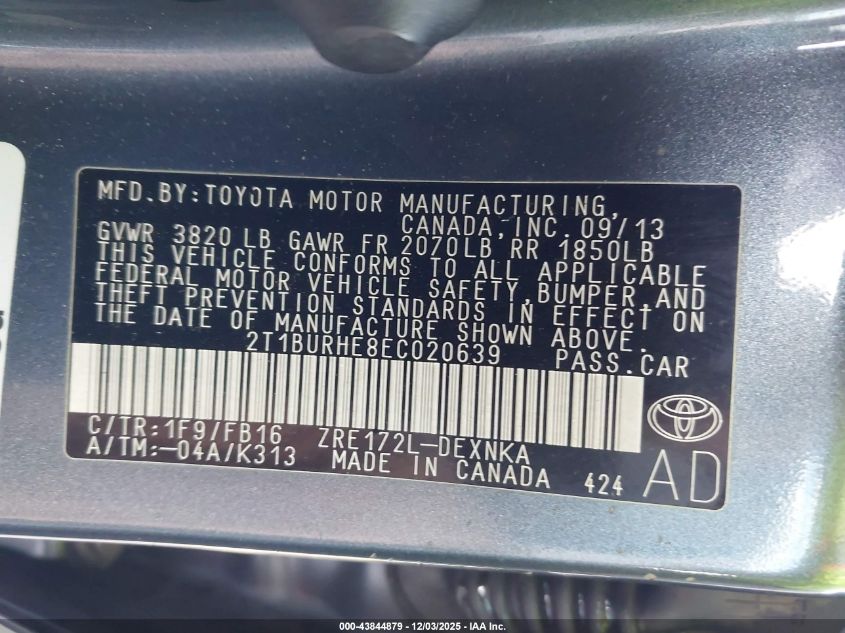 MFD.BY:TOYOTA MOTOR MANUFACTURING,
CANADA,INC. 09/13
GVWR 3820 LB GAWR FR 2070LB RR 1850LB
THIS VEHICLE CONFORMS TO ALL APPLICABLE
FEDERAL MOTOR VEHICLE SAFETY,BUMPER,AND
THEFT PREVENTION STANDARDS IN EFFECT ON
THE DATE OF MANUFACTURE SHOWN ABOVE.
2T1BURHE8EC020639 PASS.CAR
C/TR:1F9/FB16 ZRE172L-DEXNKA
A/TM:-04A/K313 MADE IN CANADA 424 AD
000-43844879 - 12/03/2025 - IAA Inc.